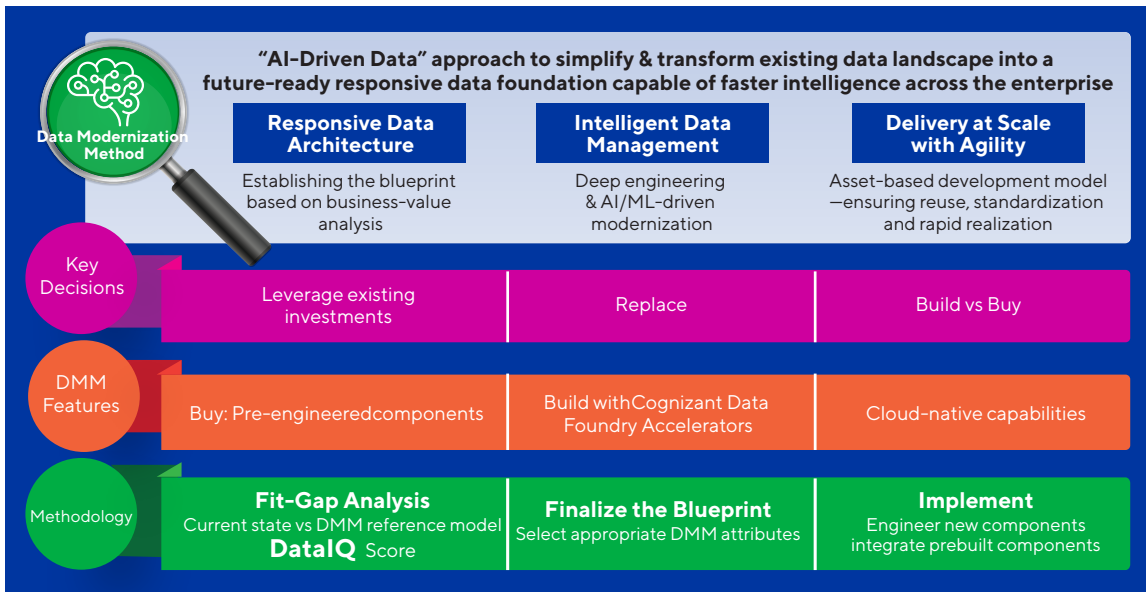 “AI-Driven Data” approach to simplify & transform existing data landscape into a
future-ready responsive data foundation capable of faster intelligence across the enterprise
Data Modernization
Method
Responsive Data
Architecture
Establishing the blueprint
based on business-value
analysis
Intelligent Data
Management
Deep engineering
& AI/ML-driven
modernization
Delivery at Scale
with Agility
Asset-based development model
—ensuring reuse, standardization
and rapid realization
Key
Decisions
Leverage existing
investments
Replace
Build vs Buy
DMM
Features
Buy: Pre-engineeredcomponents
Build withCognizant Data
Foundry Accelerators
Cloud-native capabilities
Methodology
Fit-Gap Analysis
Current state vs DMM reference model
DataIQ Score
Finalize the Blueprint
Select appropriate DMM attributes
Implement
Engineer new components
integrate prebuilt components